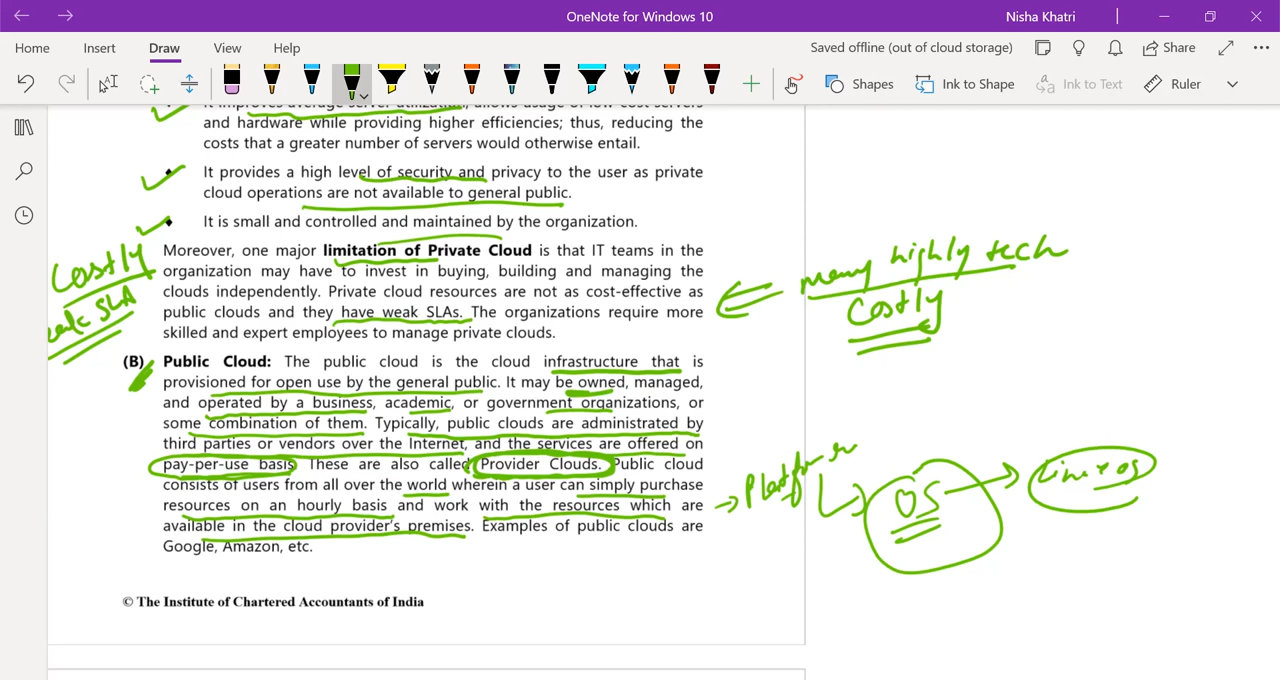 OneNote for Windows 10
Nisha Khatri
Home Insert Draw View Help
Saved offline (out of cloud storage)
Share
Shapes
Ink to Shape
Ink to Text
Ruler
It improves average server utilization; allows usage of low-cost servers
and hardware while providing higher efficiencies; thus, reducing the
costs that a greater number of servers would otherwise entail.
It provides a high level of security and privacy to the user as private
cloud operations are not available to general public.
It is small and controlled and maintained by the organization.
Moreover, one major limitation of Private Cloud is that IT teams in the
organization may have to invest in buying, building and managing the
clouds independently. Private cloud resources are not as cost-effective as
public clouds and they have weak SLAs. The organizations require more
skilled and expert employees to manage private clouds.
Costly
SLA
many highly tech
Costly
(B) Public Cloud: The public cloud is the cloud infrastructure that is
provisioned for open use by the general public. It may be owned, managed,
and operated by a business, academic, or government organizations, or
some combination of them. Typically, public clouds are administrated by
third parties or vendors over the Internet, and the services are offered on
pay-per-use basis. These are also called Provider Clouds. Public cloud
consists of users from all over the world wherein a user can simply purchase
resources on an hourly basis and work with the resources which are
available in the cloud provider's premises. Examples of public clouds are
Google, Amazon, etc.
OS
© The Institute of Chartered Accountants of India